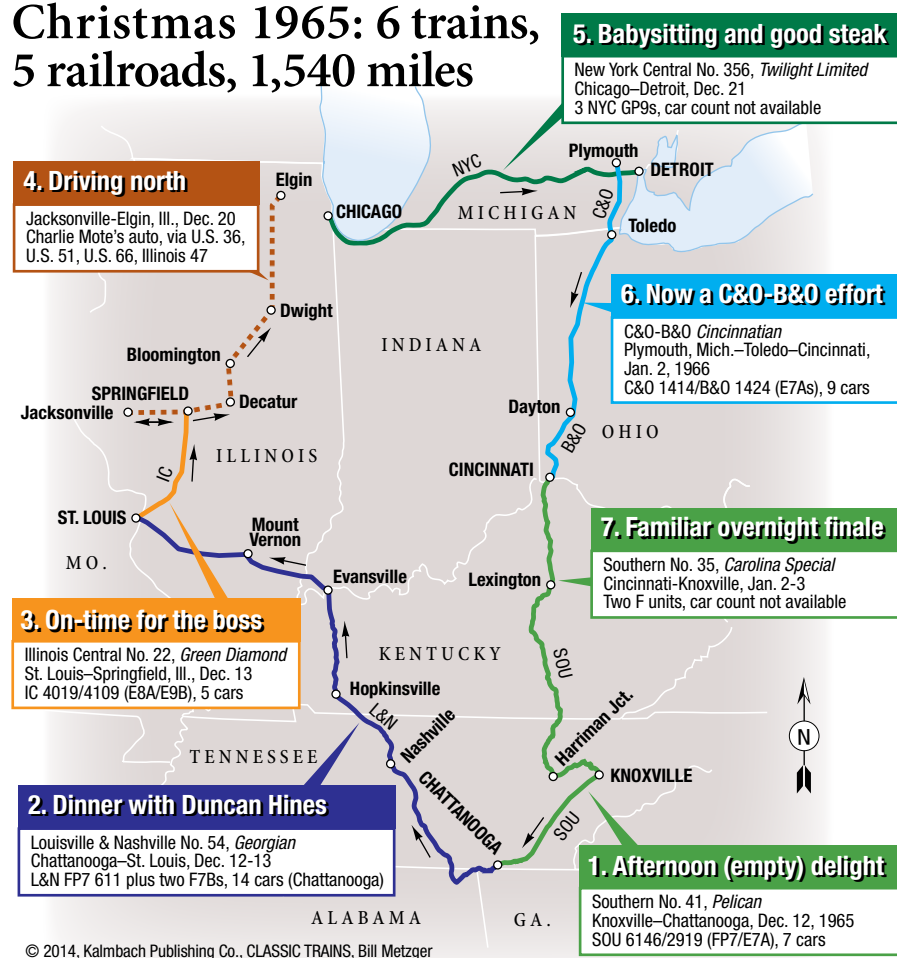 Christmas 1965: 6 trains,
5 railroads, 1,540 miles
5. Babysitting and good steak
New York Central No. 356, Twilight Limited
Chicago–Detroit, Dec. 21
3 NYC GP9s, car count not available
4. Driving north
Jacksonville-Elgin, Ill., Dec. 20
Charlie Mote's auto, via U.S. 36,
U.S. 51, U.S. 66, Illinois 47
Elgin
CHICAGO
NYC
MICHIGAN
Plymouth
DETROIT
C&O
Toledo
6. Now a C&O-B&O effort
C&O-B&O Cincinnatian
Plymouth, Mich.–Toledo–Cincinnati,
Jan. 2, 1966
C&O 1414/B&O 1424 (E7As), 9 cars
Dwight
INDIANA
Bloomington
SPRINGFIELD
Jacksonville
Decatur
Dayton
B&O
OHIO
ILLINOIS
IC
CINCINNATI
ST. LOUIS
Mount
Vernon
MO.
Evansville
Lexington
7. Familiar overnight finale
Southern No. 35, Carolina Special
Cincinnati-Knoxville, Jan. 2-3
Two F units, car count not available
3. On-time for the boss
Illinois Central No. 22, Green Diamond
St. Louis–Springfield, Ill., Dec. 13
IC 4019/4109 (E8A/E9B), 5 cars
KENTUCKY
SOU
Hopkinsville
L&N
Nashville
Harriman Jct.
N
TENNESSEE
KNOXVILLE
CHATTANOOGA
SOU
2. Dinner with Duncan Hines
Louisville & Nashville No. 54, Georgian
Chattanooga–St. Louis, Dec. 12-13
L&N FP7 611 plus two F7Bs, 14 cars (Chattanooga)
1. Afternoon (empty) delight
Southern No. 41, Pelican
Knoxville–Chattanooga, Dec. 12, 1965
SOU 6146/2919 (FP7/E7A), 7 cars
ALABAMA
GA.
© 2014, Kalmbach Publishing Co., CLASSIC TRAINS, Bill Metzger